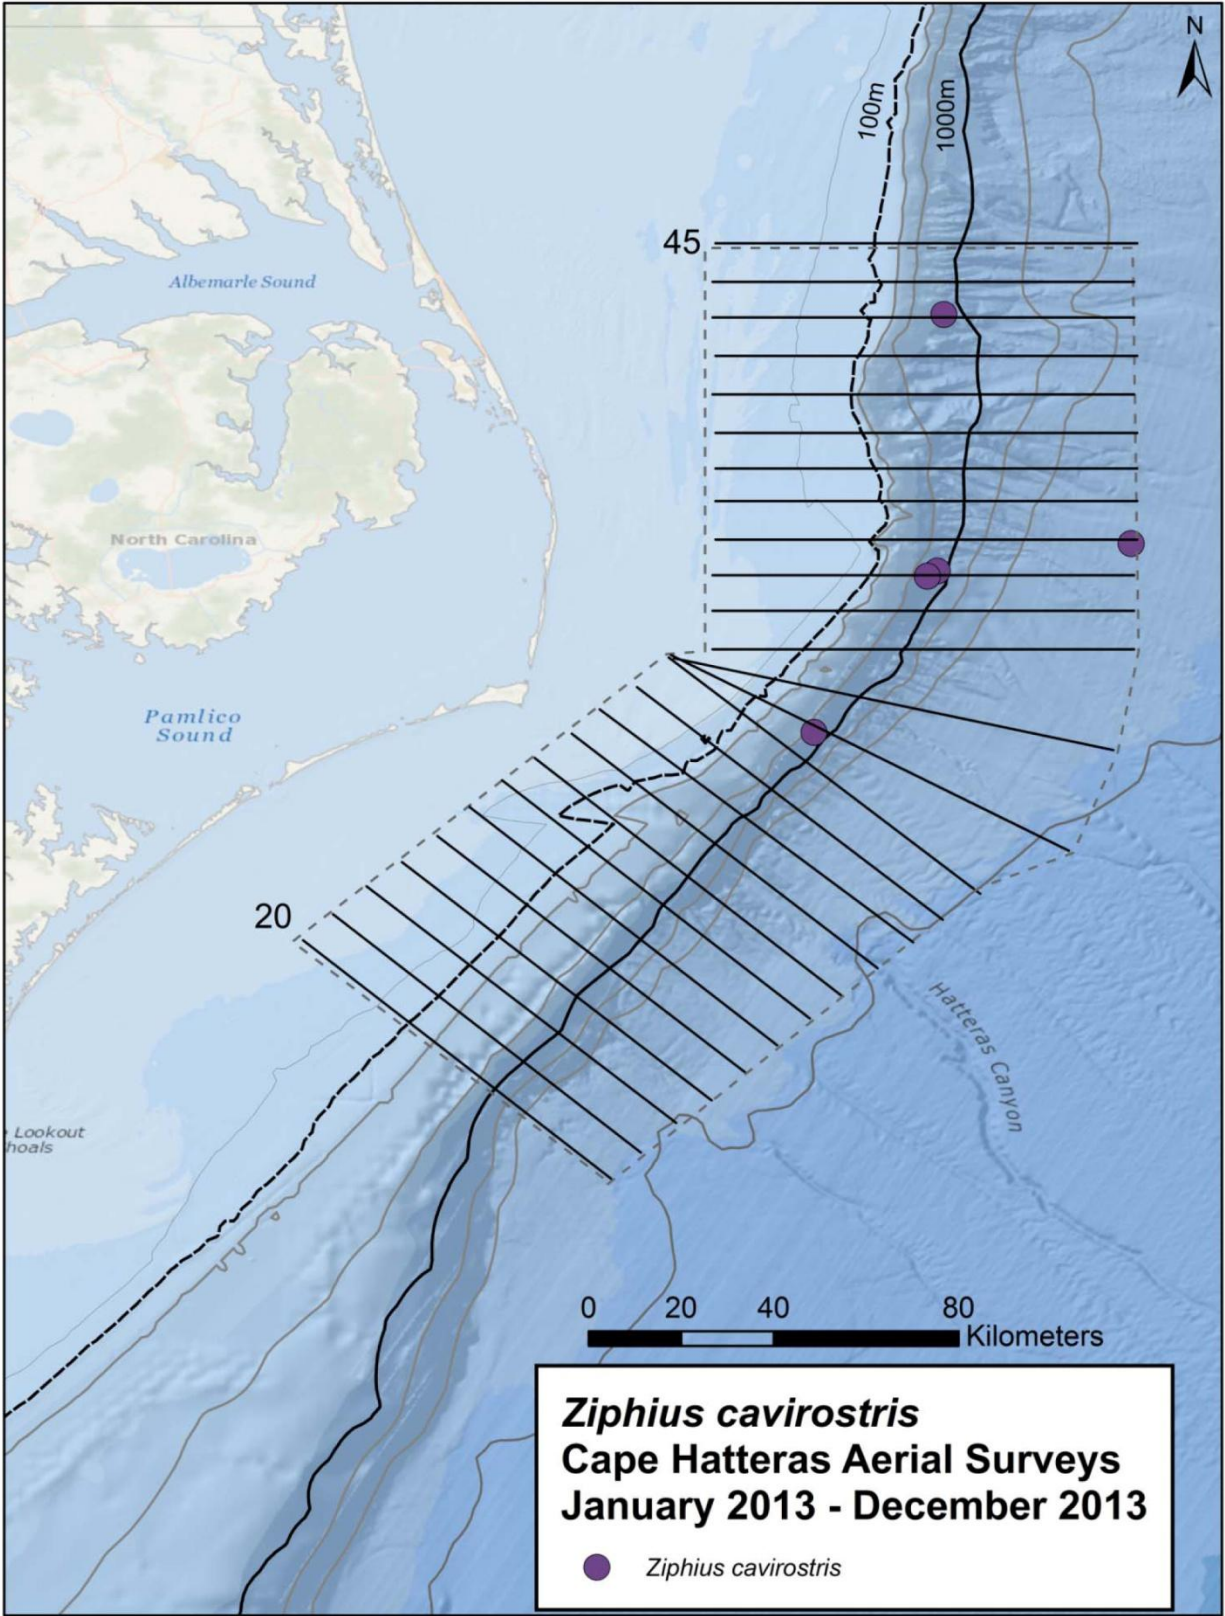 N
100m
1000m
45
Albemarle Sound
North Carolina
Pamlico
Sound
20
Hatteras Canyon
Lookout
hoals
0 20 40 80
Kilometers
Ziphius cavirostris
Cape Hatteras Aerial Surveys
January 2013 - December 2013
Ziphius cavirostris